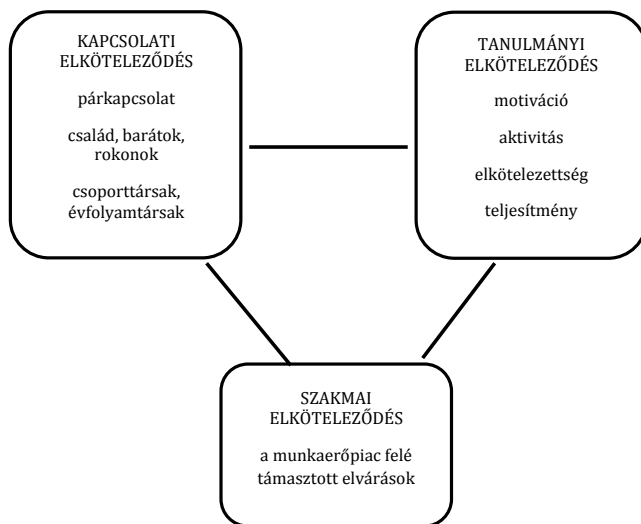 KAPCSOLATI
ELKÖTELEZŐDÉS
párkapcsolat
család, barátok,
rokonok
csoporttársak,
évfolyamtársak
TANULMÁNYI
ELKÖTELEZŐDÉS
motiváció
aktivitás
elkötelezettség
teljesítmény
SZAKMAI
ELKÖTELEZŐDÉS
a munkaerőpiac felé
támasztott elvárások